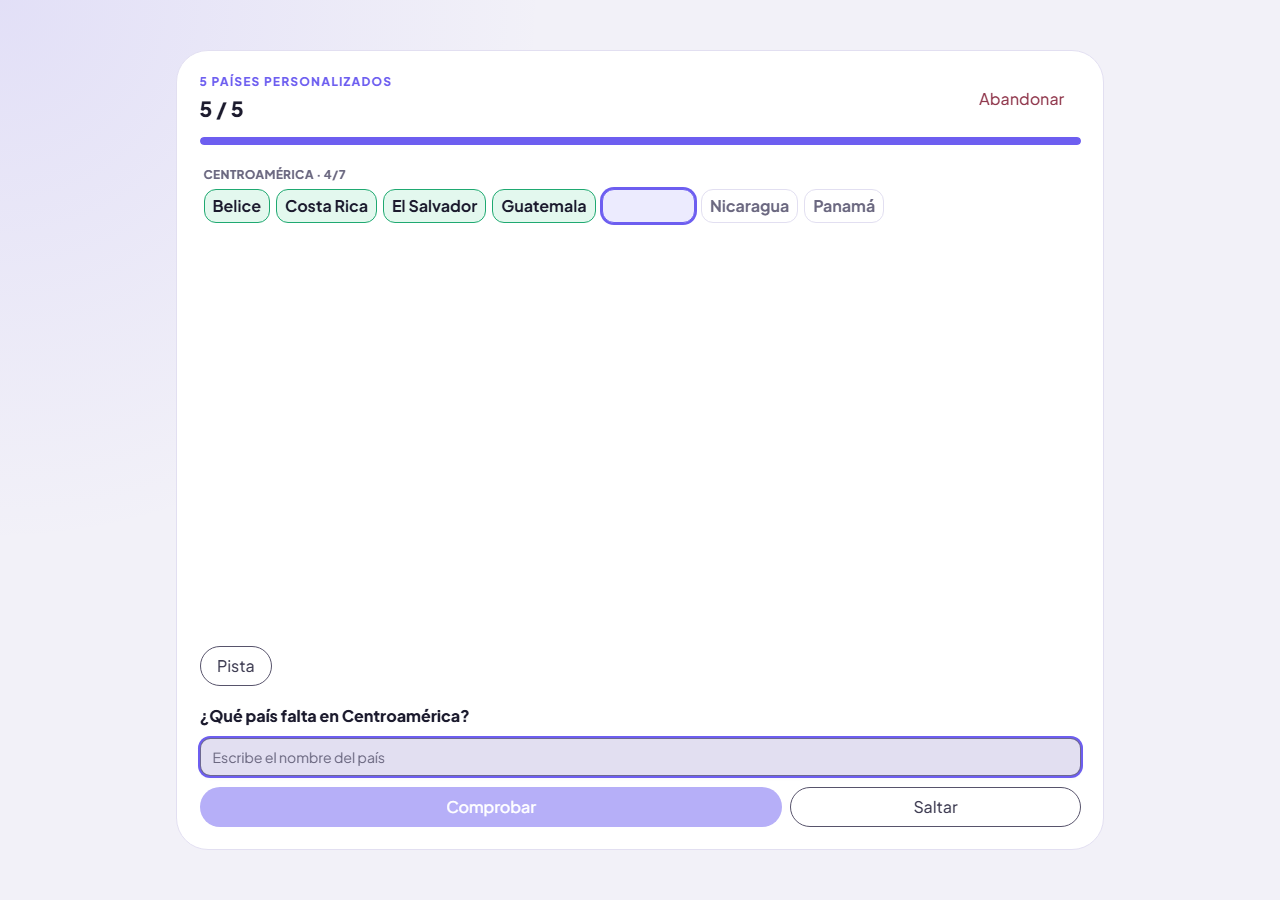 5 PAÍSES PERSONALIZADOS
5 / 5
Abandonar
CENTROAMÉRICA · 4/7
Belice Costa Rica El Salvador Guatemala Nicaragua Panamá
Pista
¿Qué país falta en Centroamérica?
Escribe el nombre del país
Comprobar Saltar